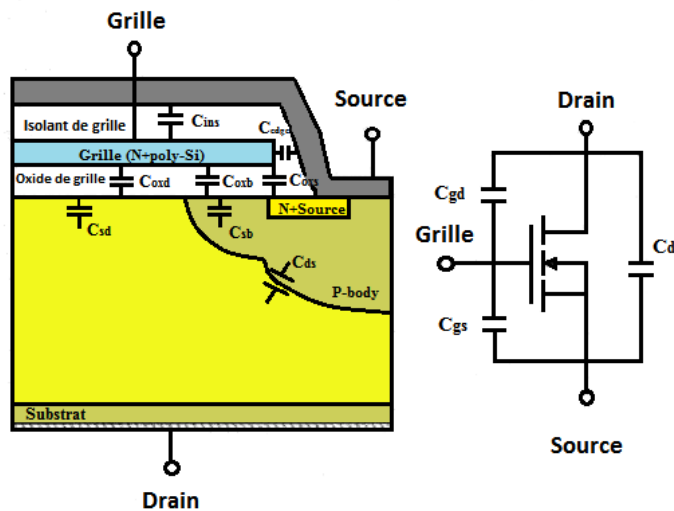 Grille
Source
Isolant de grille
Cins
Cedge
Grille (N+poly-Si)
Oxide de grille
Coxd
Coxb
Coxs
N+Source
Csd
Csb
Cds
P-body
Substrat
Drain
Drain
Cgd
Grille
Cd
Cgs
Source